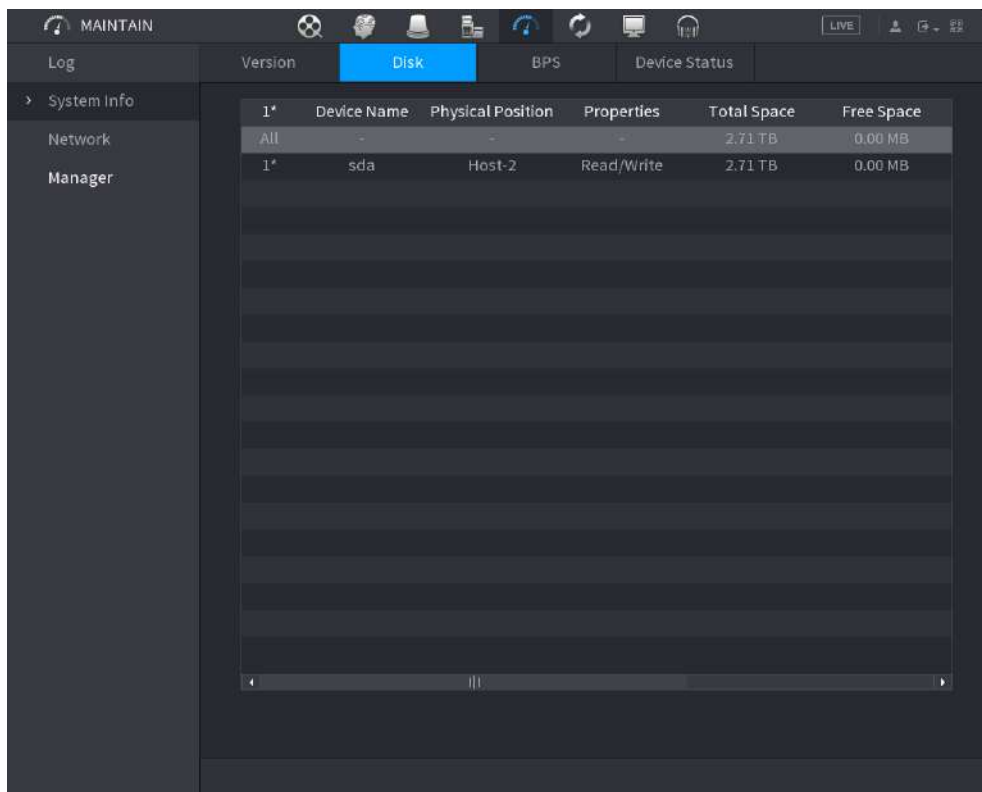 MAINTAIN LIVE
Log Version Disk BPS Device Status
> System Info
1* Device Name Physical Position Properties Total Space Free Space
Network All - - - 2.71 TB 0.00 MB
1* sda Host-2 Read/Write 2.71 TB 0.00 MB
Manager